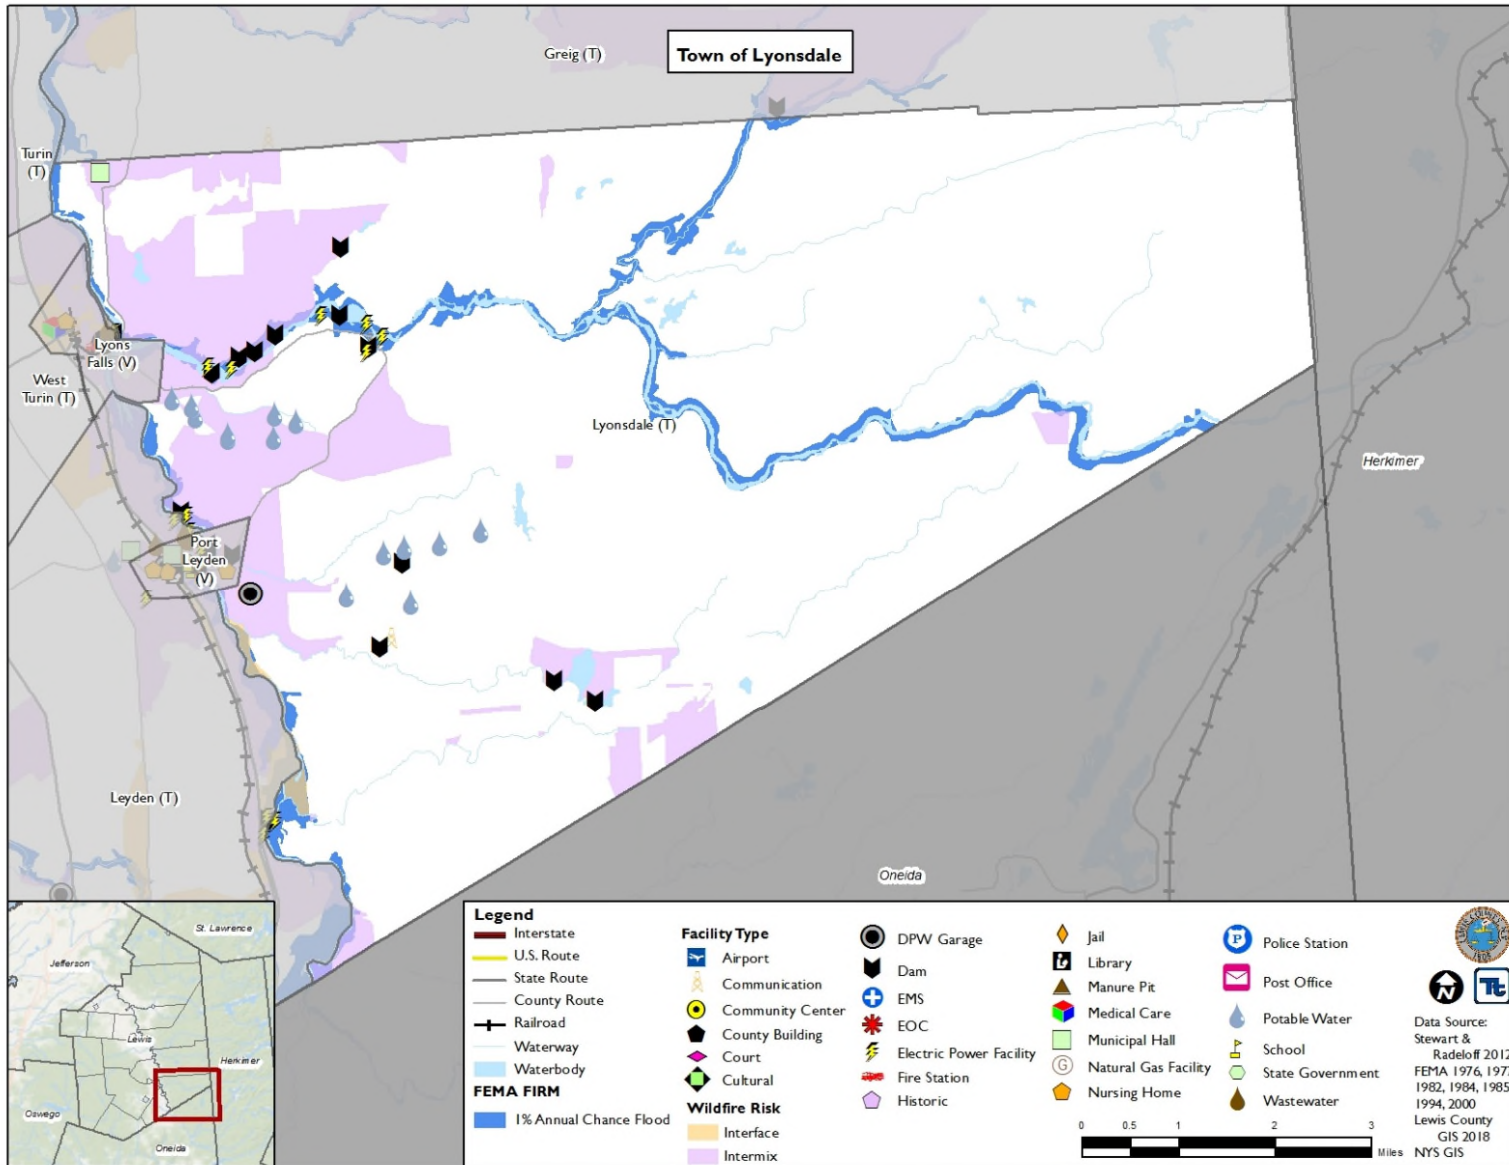 Town of Lyonsdale
Greig (T)
Turin
(T)
Lyons
Falls (V)
West
Turin (T)
Lyonsdale (T)
Herkimer
Port
Leyden
(V)
Leyden (T)
Oneida
St. Lawrence
Jefferson
Lewis
Herkimer
Oswego
Oneida
Legend
Interstate
U.S. Route
State Route
County Route
Railroad
Waterway
Waterbody
FEMA FIRM
1% Annual Chance Flood
Facility Type
Airport
Communication
Community Center
County Building
Court
Cultural
Wildfire Risk
Interface
Intermix
DPW Garage
Dam
EMS
EOC
Electric Power Facility
Fire Station
Historic
Jail
Library
Manure Pit
Medical Care
Municipal Hall
G
Natural Gas Facility
Nursing Home
P
Police Station
Post Office
Potable Water
School
State Government
Wastewater
0 0.5 1 2 3
Miles
N
Tt
Data Source:
Stewart &
Radeloff 2012
FEMA 1976, 1977
1982, 1984, 1985
1994, 2000
Lewis County
GIS 2018
NYS GIS